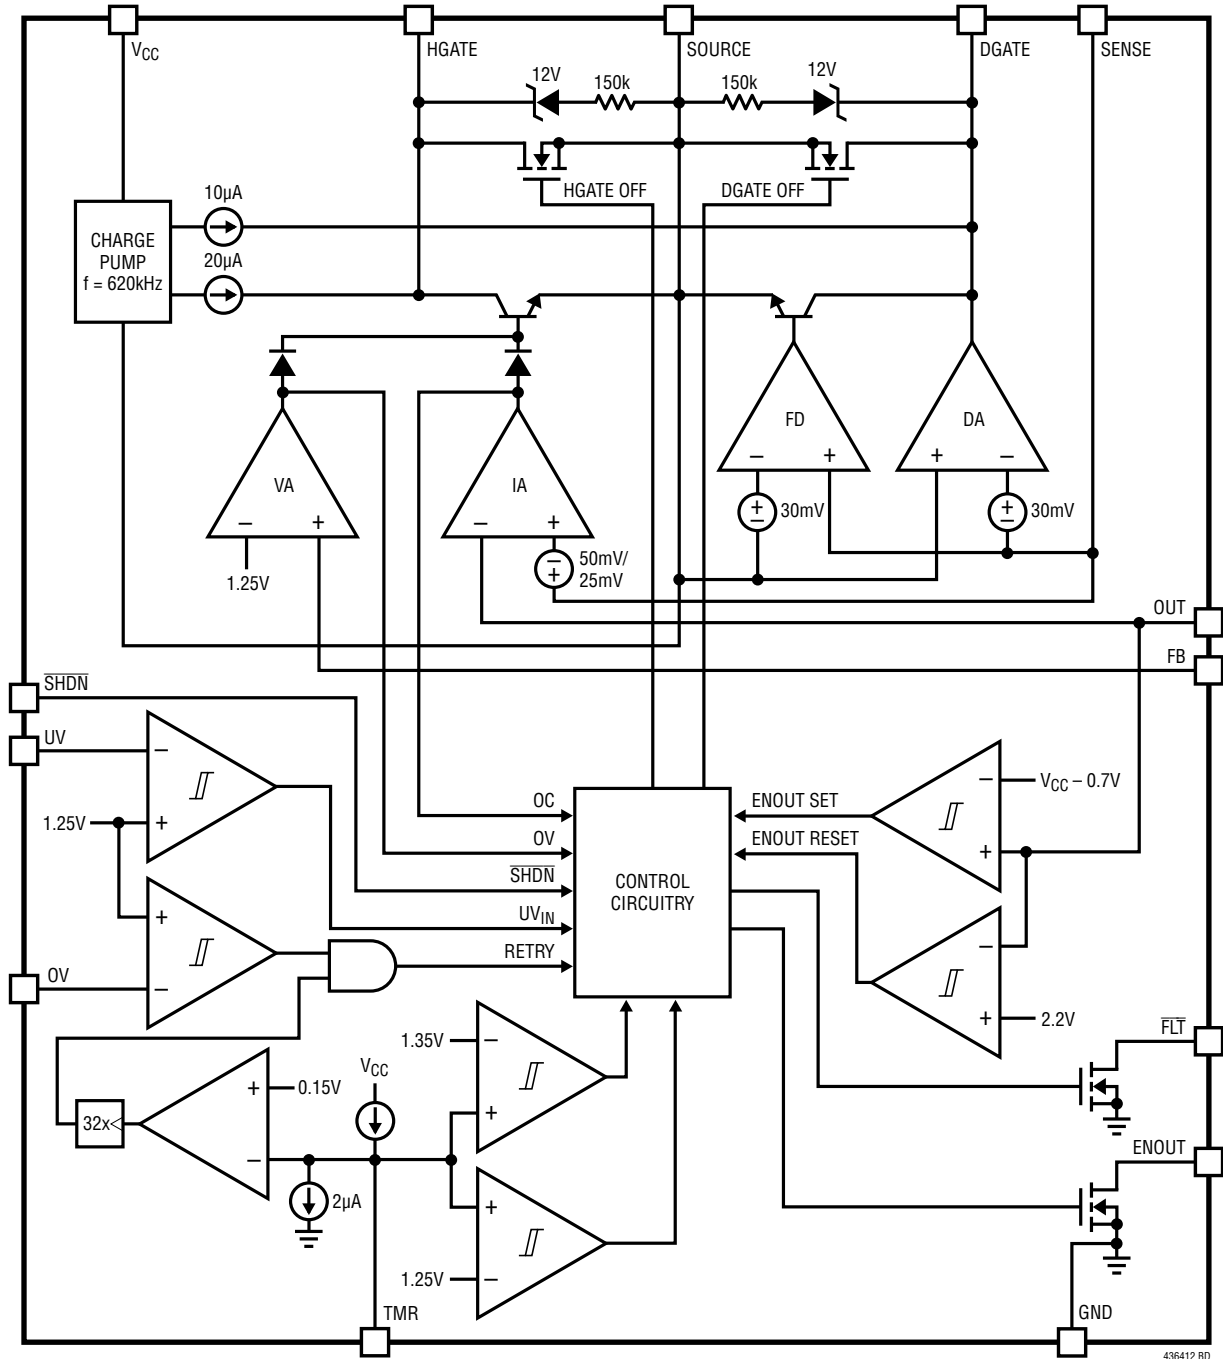 VCC
HGATE
SOURCE
DGATE
SENSE
12V
150k
150k
12V
HGATE OFF
DGATE OFF
10µA
CHARGE
PUMP
f = 620kHz
20µA
FD
DA
– +
+ –
+
–
30mV
+
–
30mV
VA
IA
– +
– +
1.25V
–
+
50mV/
25mV
OUT
FB
SHDN
UV
–
1.25V
+
+
–
OV
OC
OV
SHDN
UVIN
RETRY
CONTROL
CIRCUITRY
ENOUT SET
ENOUT RESET
–
VCC – 0.7V
+
–
+
2.2V
FLT
1.35V
–
+
VCC
+
0.15V
–
32x
2µA
+
1.25V
–
ENOUT
TMR
GND
436412 BD